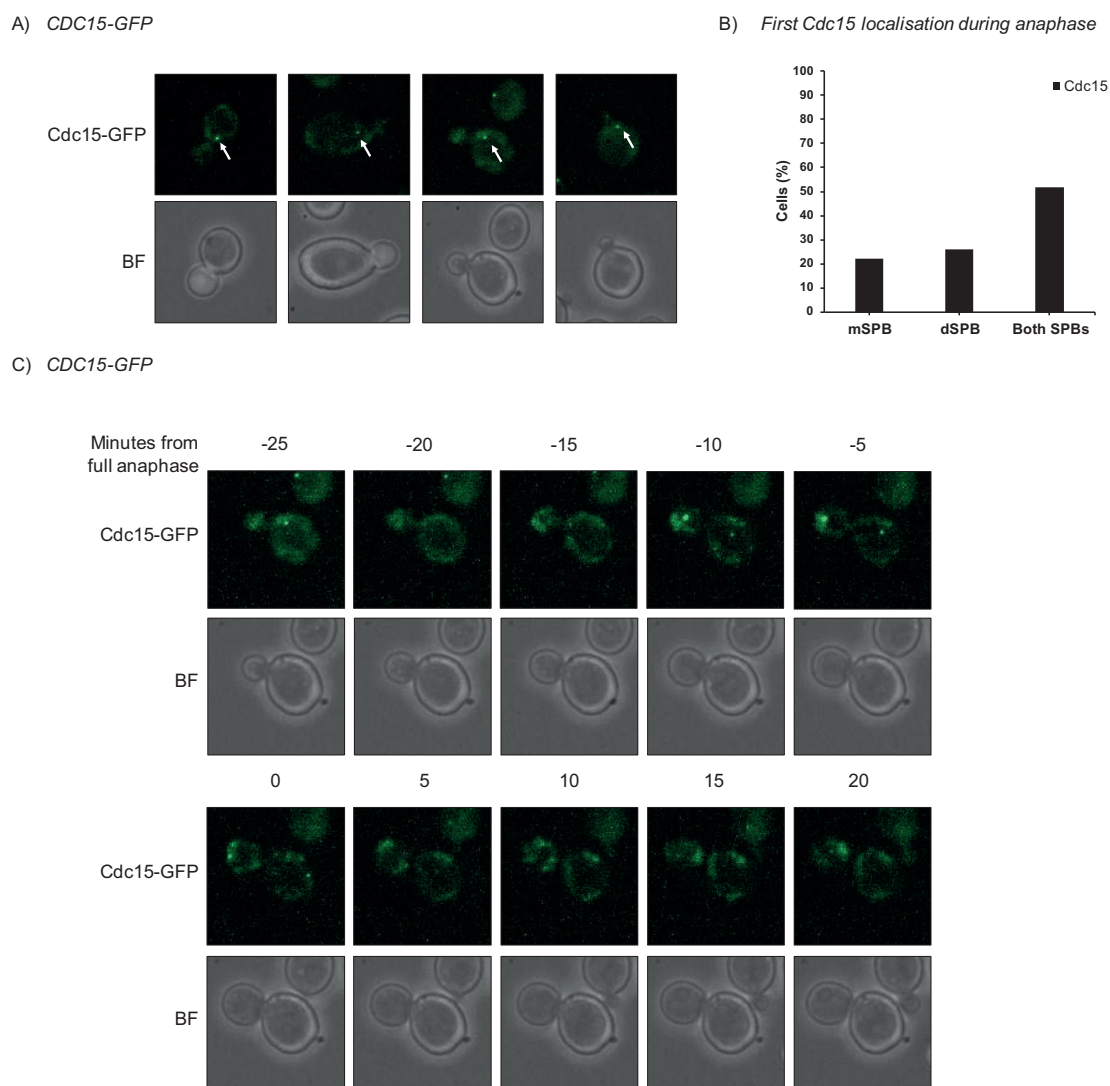 A) CDC15-GFP
Cdc15-GFP
BF
B) First Cdc15 localisation during anaphase
Cdc15
Cells (%)
100
90
80
70
60
50
40
30
20
10
0
mSPB dSPB Both SPBs
C) CDC15-GFP
Minutes from
full anaphase
-25 -20 -15 -10 -5
Cdc15-GFP
BF
0 5 10 15 20
Cdc15-GFP
BF